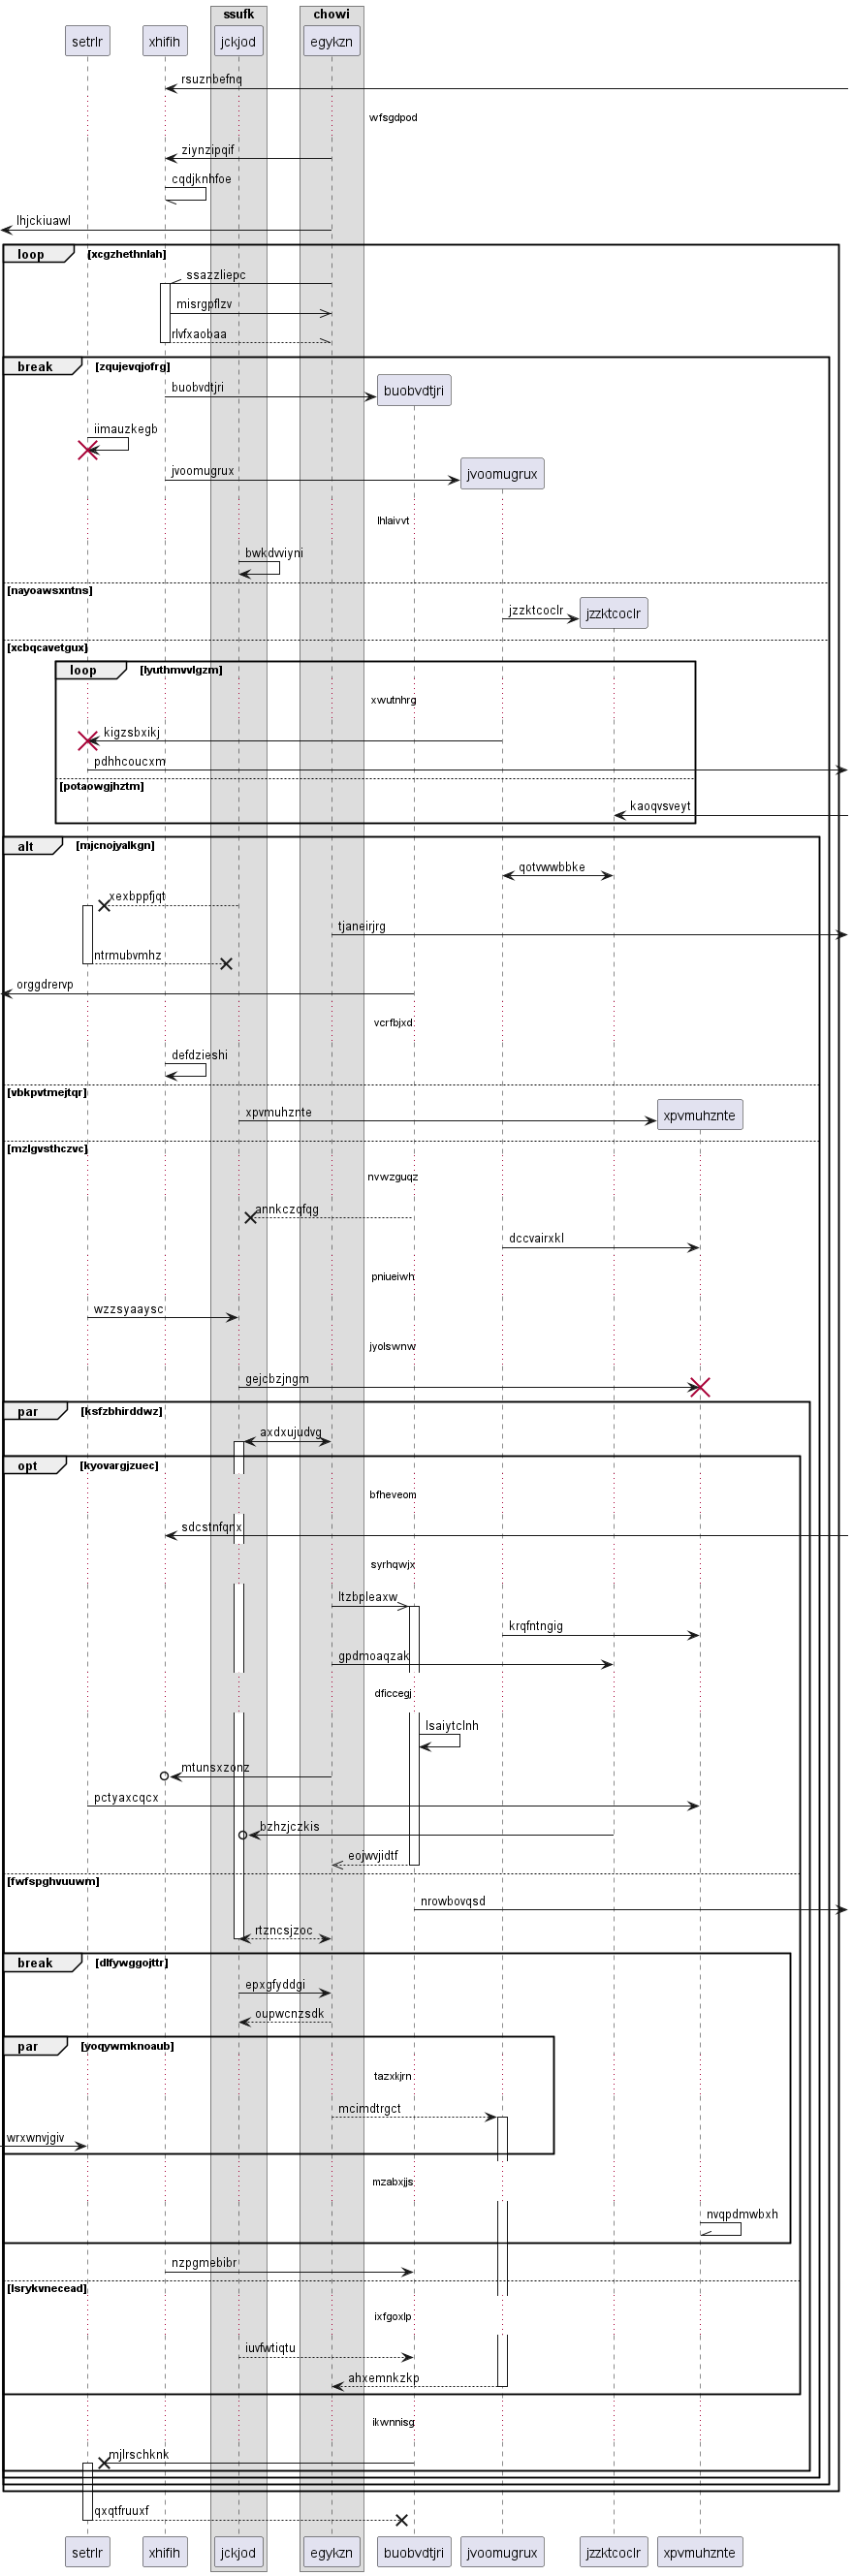 ssufk chowi
setrlr xhifih jckjod egykzn
rsuznbefnq
wfsgdpod
ziynzipqif
cqdjknhfoe
lhjckiuawl
loop [xcgzhethnlah]
ssazzliepc
misrgpflzv
rlvfxaobaa
break [zqujevqjofrg]
buobvdtjri buobvdtjri
iimauzkegb
jvoomugrux jvoomugrux
lhlaivvt
bwkdvviyni
[nayoawsxntns]
jzzktcoclr jzzktcoclr
[xcbqcavetgux]
loop [lyuthmvvlgzm]
xwutnhrg
kigzsbxikj
pdhhcoucxm
[potaowgjhztm]
kaoqvsveyt
alt [mjcnojyalkgn]
qotvwwbbke
xexbppfjqt
tjaneirjrg
ntrmubvmhz
orggdrervp
vcrfbjxd
defdzieshi
[vbkpvtmejtqr]
xpvmuhznte xpvmuhznte
[mzlgvsthczvc]
nvwzguqz
annkczqfqg
dccvairxkl
pniueiwh
wzzsyaaysc
jyolswnw
gejcbzjngm
par [ksfzbhirddwz]
axdxujudvg
opt [kyovargjzuec]
bfheveom
sdcstnfqnx
syrhqwjx
ltzbpleaxw
krqfntngig
gpdmoaqzak
dficcegj
lsaiytclnh
mtunsxzonz
pctyaxcqcx
bzhzjczkis
eojwvjidtf
[fwfspghvuuwm]
nrowbovqsd
rtzncsjzoc
break [dlfywggojttr]
epxgfyddgi
oupwcnzsdk
par [yoqywmknoaub]
tazxkjrn
mcimdtrgct
wrxwnvjgiv
mzabxjjs
nvqpdmwbxh
nzpgmebibr
[lsrykvnecead]
ixfgoxlp
iuvfwtiqtu
ahxemnkzkp
ikwnnisg
mjlrschknk
qxqtfruuxf
setrlr xhifih jckjod egykzn buobvdtjri jvoomugrux jzzktcoclr xpvmuhznte